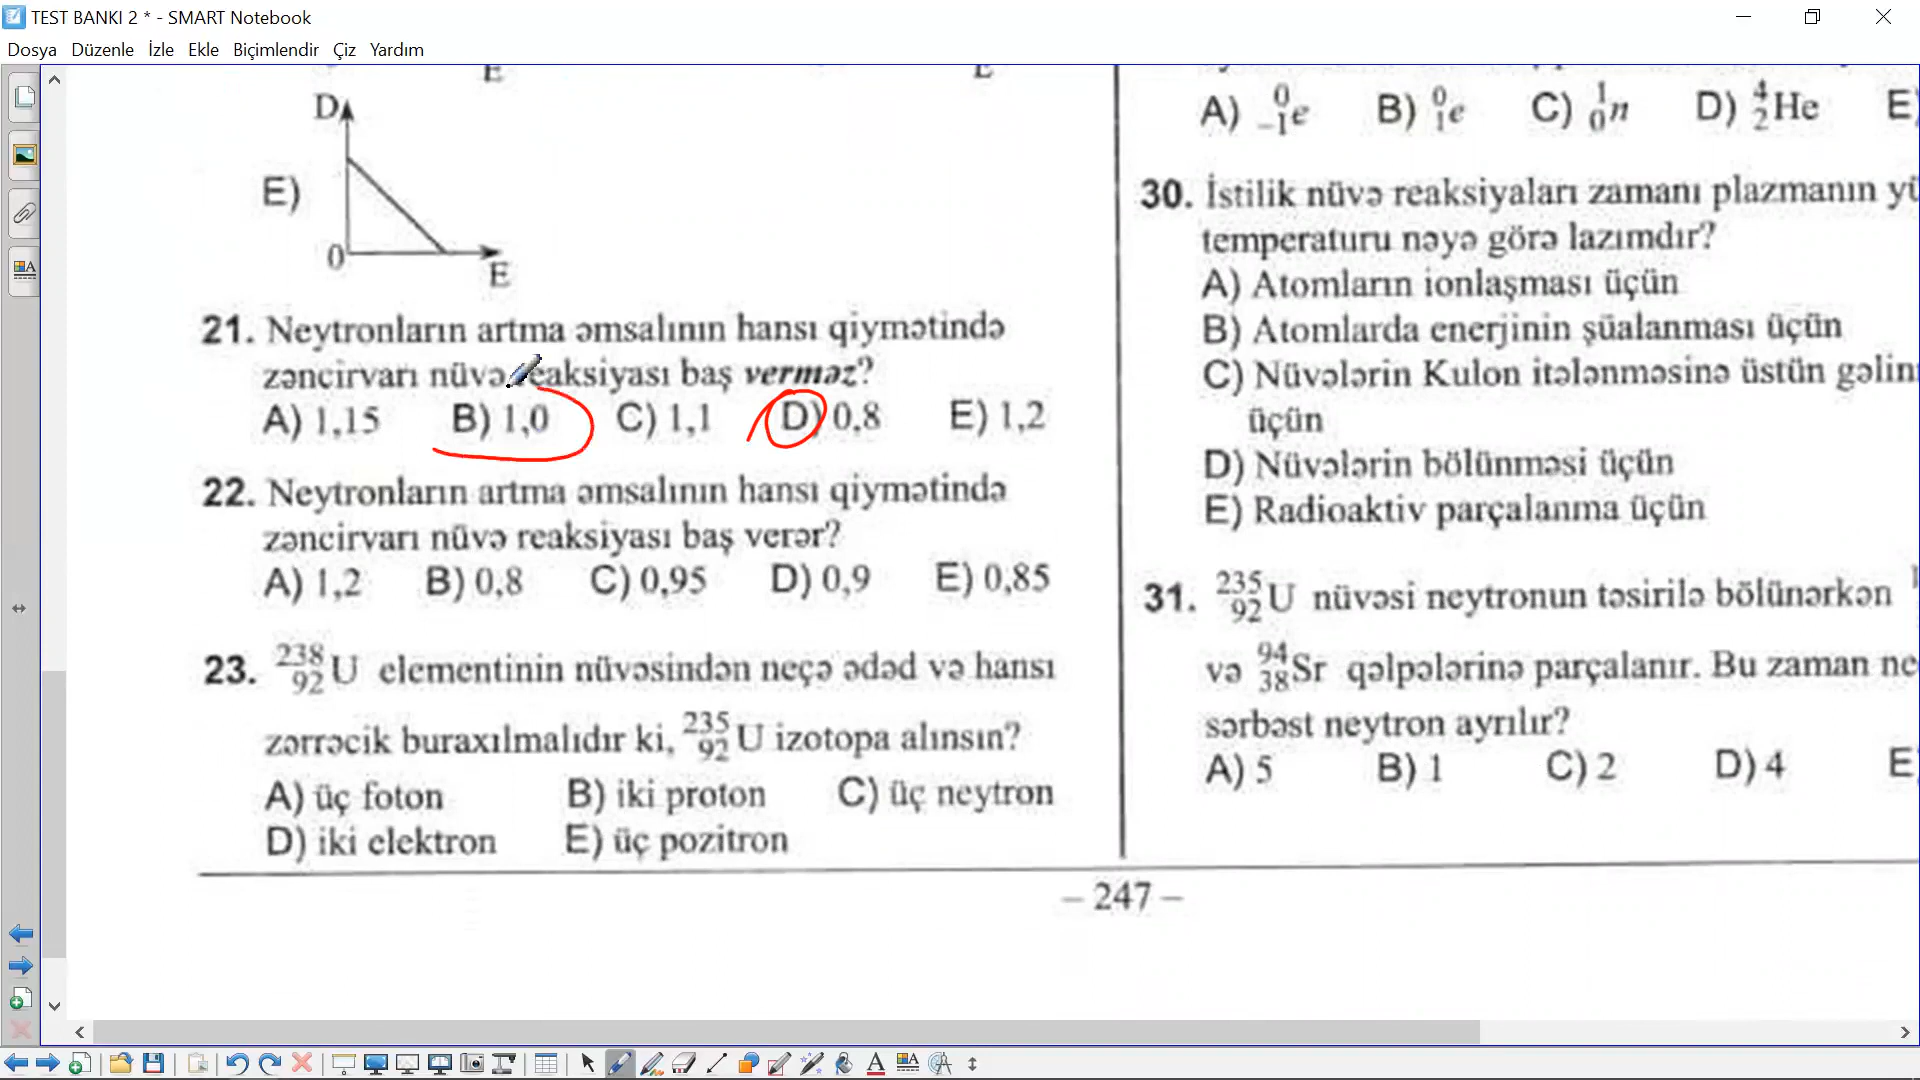 TEST BANKI 2 * - SMART Notebook
Dosya Düzenle İzle Ekle Biçimlendir Çiz Yardım
E
D
E)
0
E
21. Neytronların artma əmsalının hansı qiymətində
zəncirvarı nüvə reaksiyası baş verməz?
A) 1,15 B) 1,0 C) 1,1 D) 0,8 E) 1,2
22. Neytronların artma əmsalının hansı qiymətində
zəncirvarı nüvə reaksiyası baş verər?
A) 1,2 B) 0,8 C) 0,95 D) 0,9 E) 0,85
23. ²³⁸₉₂U elementinin nüvəsindən neçə ədəd və hansı
zərrəcik buraxılmalıdır ki, ²³⁵₉₂U izotopa alınsın?
A) üç foton B) iki proton C) üç neytron
D) iki elektron E) üç pozitron
A) ⁰₋₁e B) ⁰₁e C) ¹₀n D) ⁴₂He E)
30. İstilik nüvə reaksiyaları zamanı plazmanın yü
temperaturu nəyə görə lazımdır?
A) Atomların ionlaşması üçün
B) Atomlarda enerjinin şüalanması üçün
C) Nüvələrin Kulon itələnməsinə üstün gəlin
üçün
D) Nüvələrin bölünməsi üçün
E) Radioaktiv parçalanma üçün
31. ²³⁵₉₂U nüvəsi neytronun təsirilə bölünərkən
və ⁹⁴₃₈Sr qəlpələrinə parçalanır. Bu zaman ne
sərbəst neytron ayrılır?
A) 5 B) 1 C) 2 D) 4 E
– 247 –